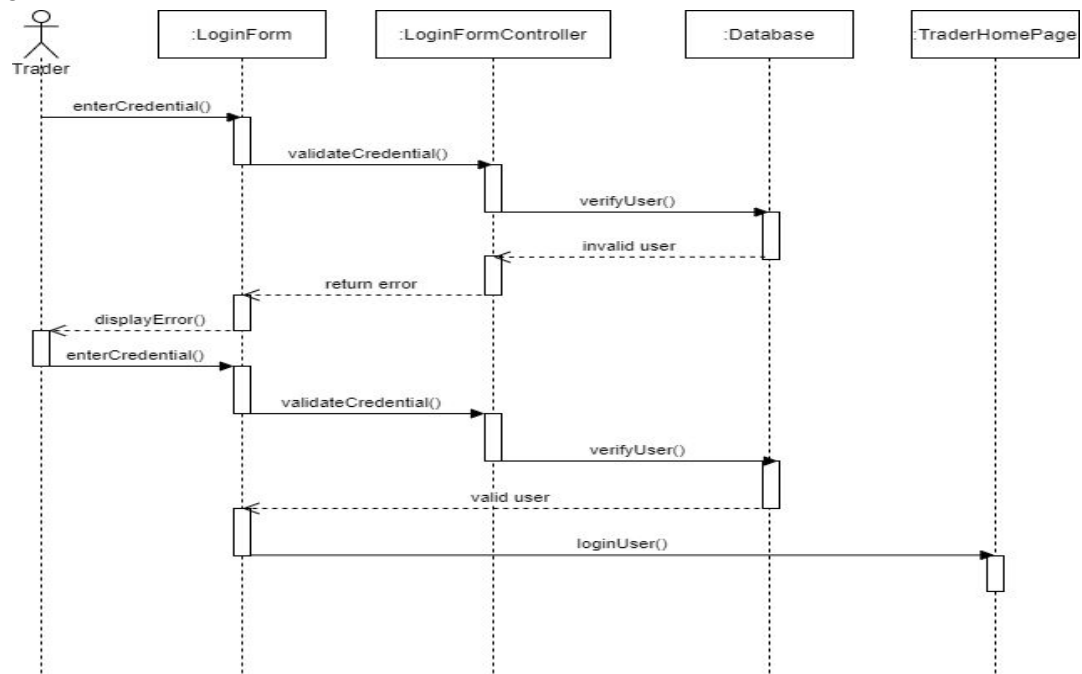 :LoginForm
:LoginFormController
:Database
:TraderHomePage
Trader
enterCredential()
validateCredential()
verifyUser()
invalid user
return error
displayError()
enterCredential()
validateCredential()
verifyUser()
valid user
loginUser()